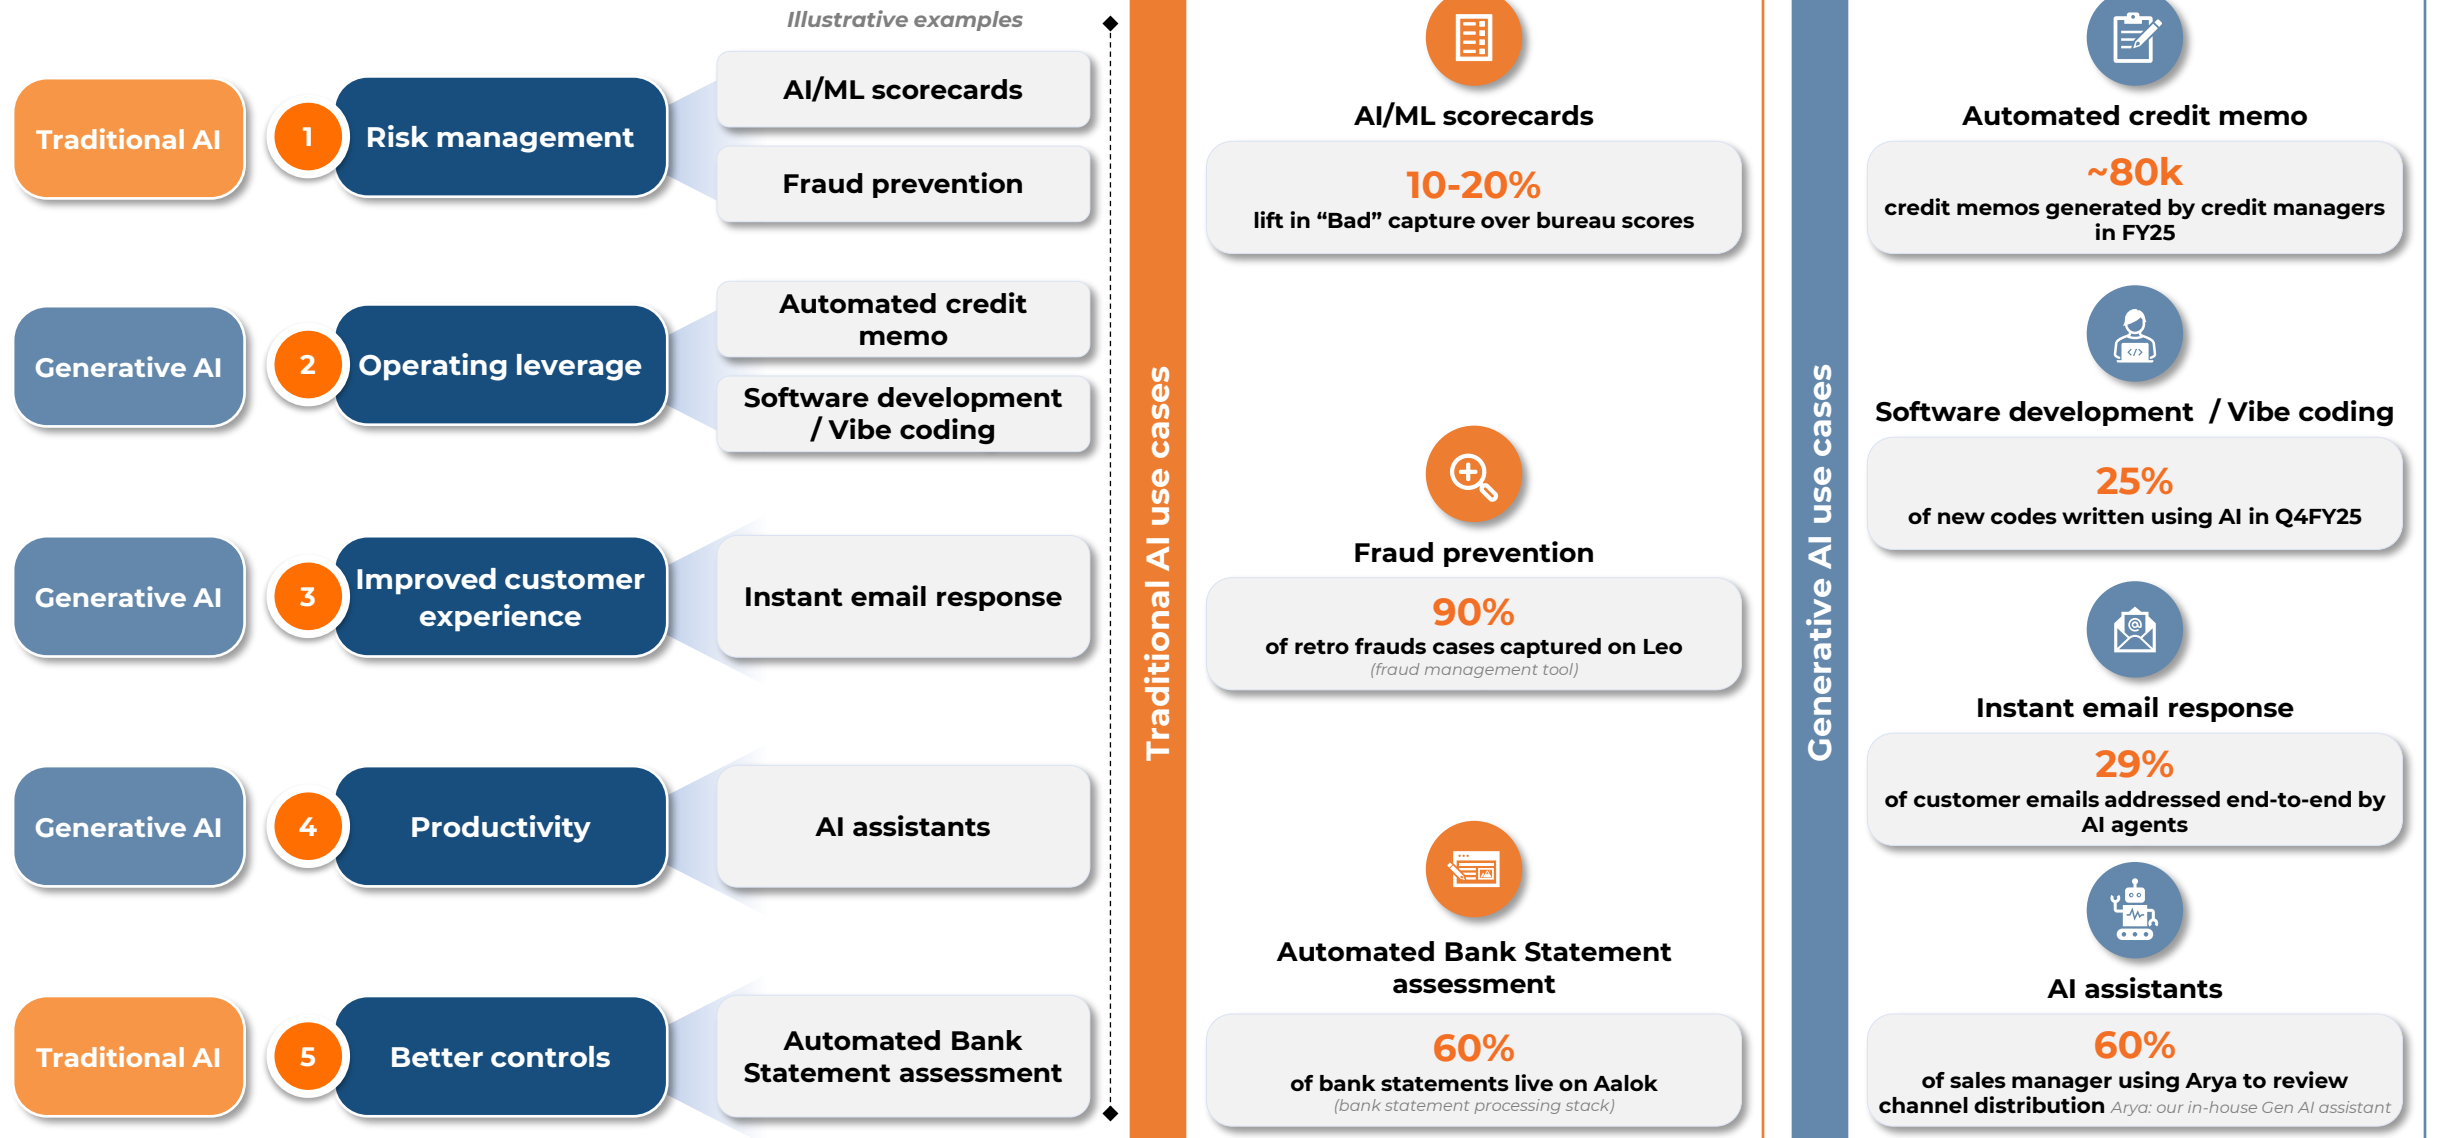 Illustrative examples
Traditional AI
1
Risk management
AI/ML scorecards
Fraud prevention
Generative AI
2
Operating leverage
Automated credit
memo
Software development
/ Vibe coding
Generative AI
3
Improved customer
experience
Instant email response
Generative AI
4
Productivity
AI assistants
Traditional AI
5
Better controls
Automated Bank
Statement assessment
Traditional AI use cases
AI/ML scorecards
10-20%
lift in “Bad” capture over bureau scores
Fraud prevention
90%
of retro frauds cases captured on Leo
(fraud management tool)
Automated Bank Statement
assessment
60%
of bank statements live on Aalok
(bank statement processing stack)
Generative AI use cases
Automated credit memo
~80k
credit memos generated by credit managers
in FY25
Software development / Vibe coding
25%
of new codes written using AI in Q4FY25
Instant email response
29%
of customer emails addressed end-to-end by
AI agents
AI assistants
60%
of sales manager using Arya to review
channel distribution Arya: our in-house Gen AI assistant